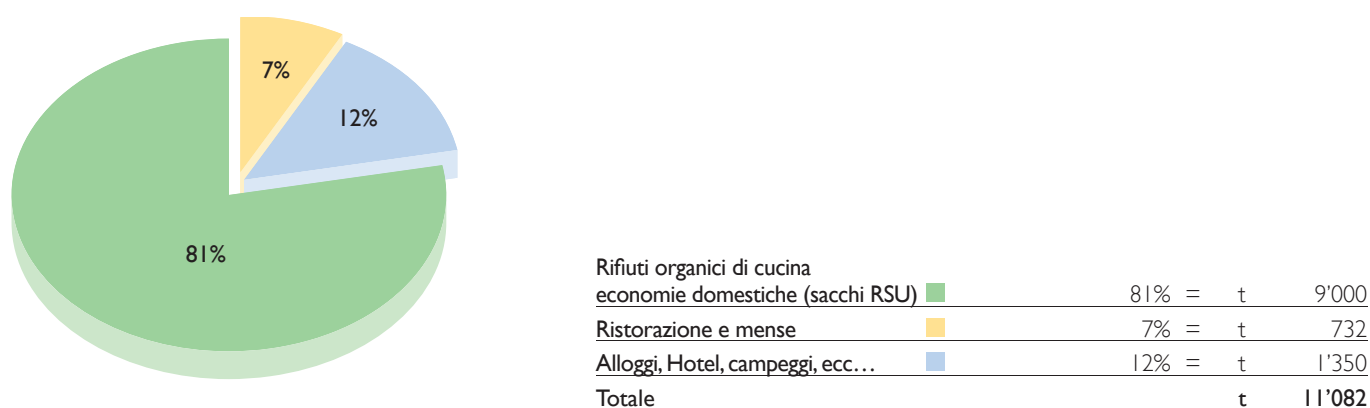 7%
12%
81%
Rifiuti organici di cucina
economie domestiche (sacchi RSU) 81% = t 9'000
Ristorazione e mense 7% = t 732
Alloggi, Hotel, campeggi, ecc... 12% = t 1'350
Totale t 11'082